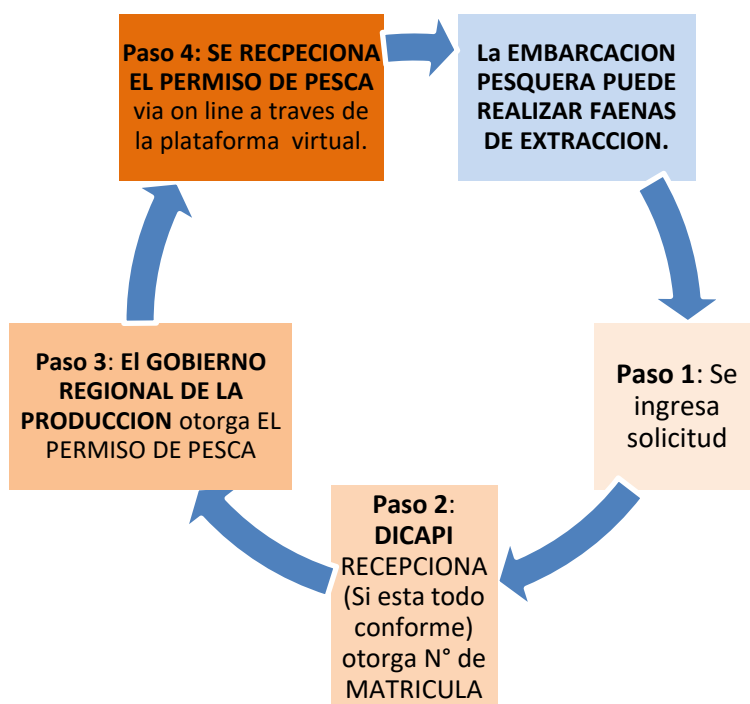 Paso 4: SE RECPECIONA
EL PERMISO DE PESCA
via on line a traves de
la plataforma virtual.
La EMBARCACION
PESQUERA PUEDE
REALIZAR FAENAS
DE EXTRACCION.
Paso 1: Se
ingresa
solicitud
Paso 2:
DICAPI
RECEPCIONA
(Si esta todo
conforme)
otorga N° de
MATRICULA
Paso 3: El GOBIERNO
REGIONAL DE LA
PRODUCCION otorga EL
PERMISO DE PESCA